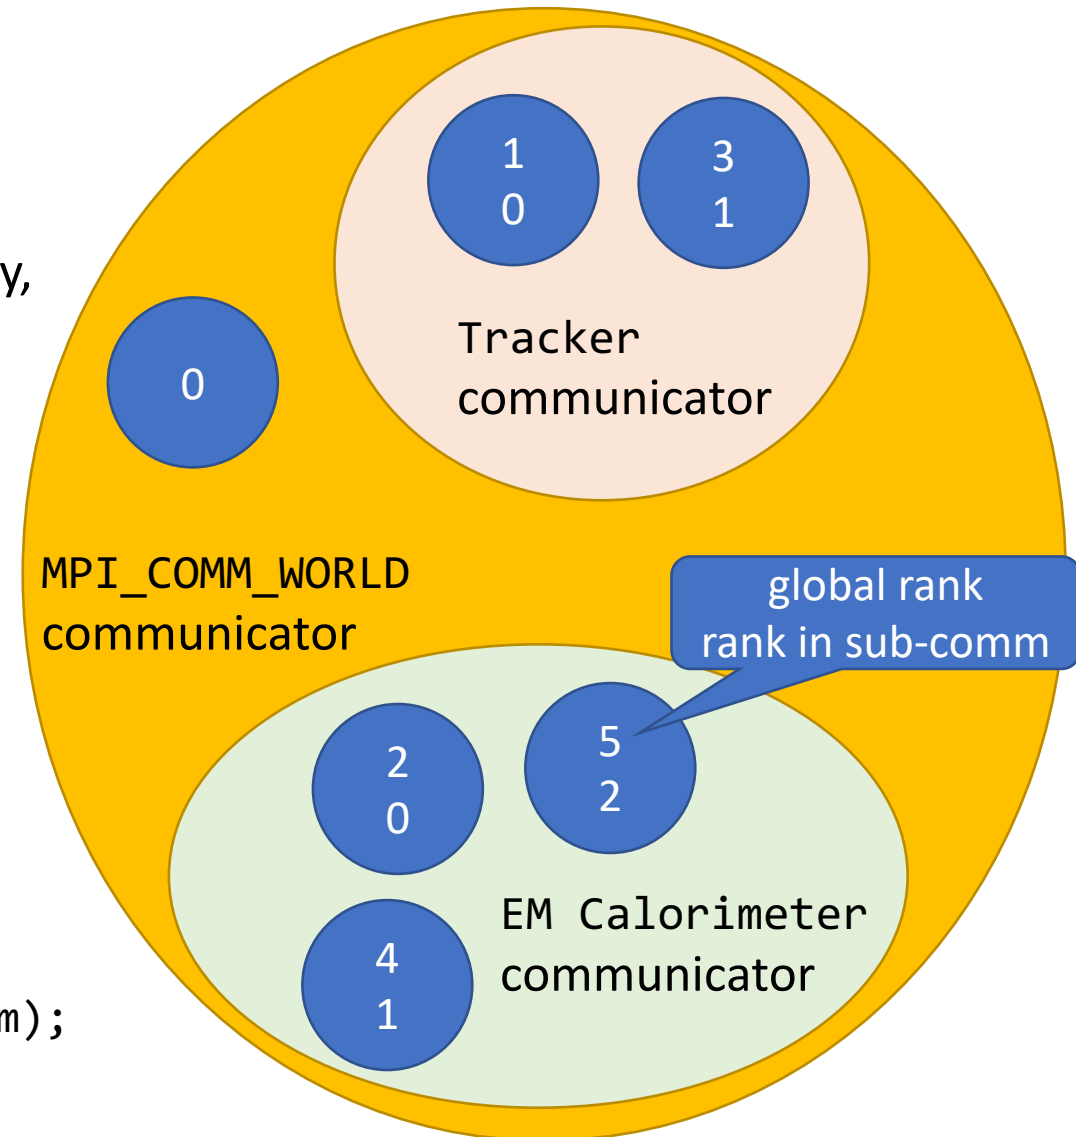 1
0
3
1
y,
Tracker
communicator
0
MPI_COMM_WORLD
communicator
global rank
rank in sub-comm
2
0
5
2
EM Calorimeter
communicator
4
1
m);